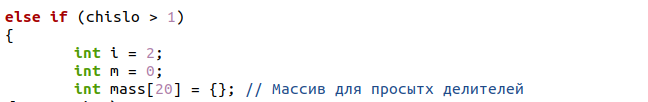 else if (chislo > 1)
{
int i = 2;
int m = 0;
int mass[20] = {}; // Массив для просытх делителей